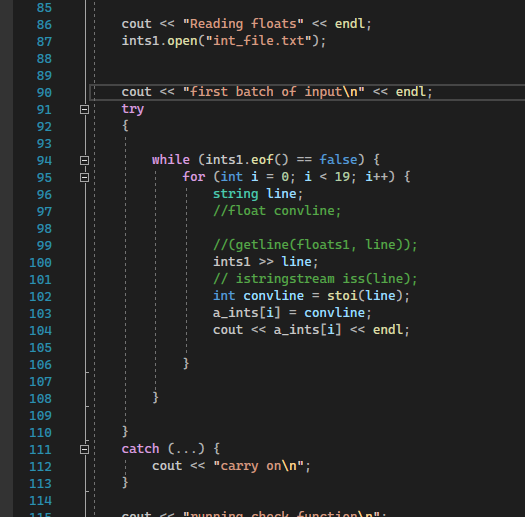 85
86 cout << "Reading floats" << endl;
87 ints1.open("int_file.txt");
88
89
90 cout << "first batch of input\n" << endl;
91 try
92 {
93
94 while (ints1.eof() == false) {
95 for (int i = 0; i < 19; i++) {
96 string line;
97 //float convline;
98
99 //(getline(floats1, line));
100 ints1 >> line;
101 // istringstream iss(line);
102 int convline = stoi(line);
103 a_ints[i] = convline;
104 cout << a_ints[i] << endl;
105
106 }
107
108 }
109
110 }
111 catch (...) {
112 cout << "carry on\n";
113 }
114
115 cout << "running check function\n";